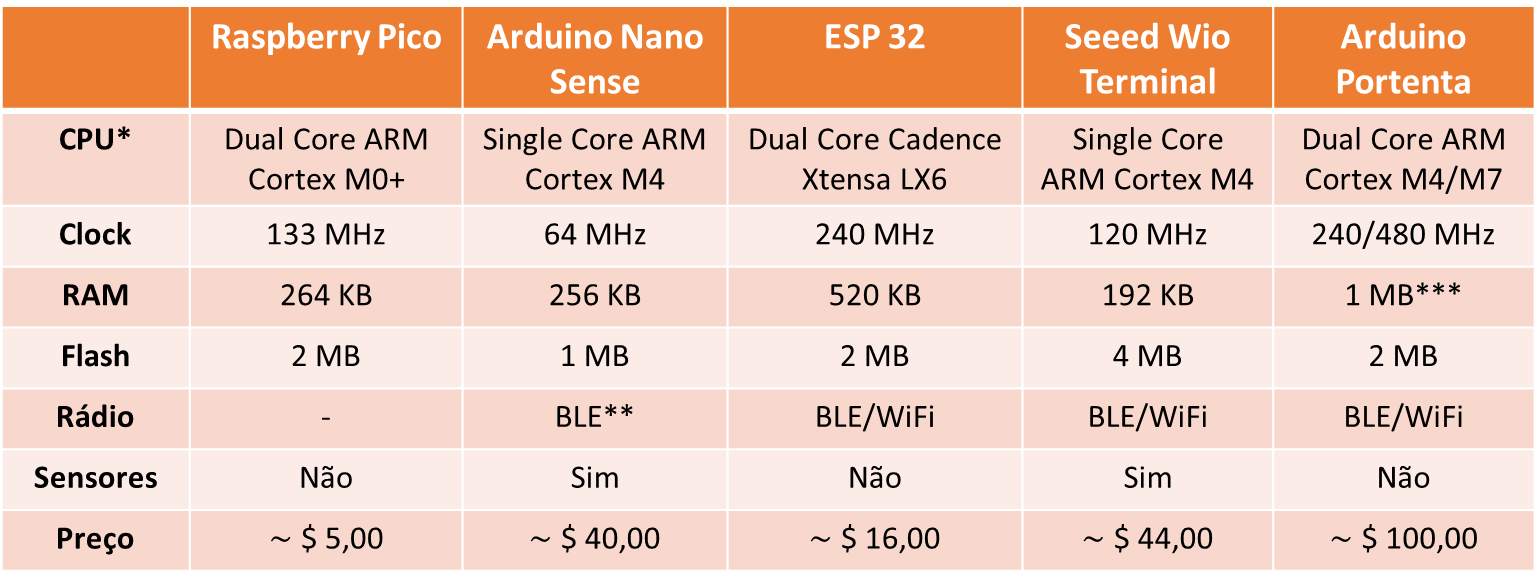 Raspberry Pico
Arduino Nano
Sense
ESP 32
Seeed Wio
Terminal
Arduino
Portenta
CPU*
Dual Core ARM
Cortex M0+
Single Core ARM
Cortex M4
Dual Core Cadence
Xtensa LX6
Single Core
ARM Cortex M4
Dual Core ARM
Cortex M4/M7
Clock
133 MHz
64 MHz
240 MHz
120 MHz
240/480 MHz
RAM
264 KB
256 KB
520 KB
192 KB
1 MB***
Flash
2 MB
1 MB
2 MB
4 MB
2 MB
Rádio
-
BLE**
BLE/WiFi
BLE/WiFi
BLE/WiFi
Sensores
Não
Sim
Não
Sim
Não
Preço
~ $ 5,00
~ $ 40,00
~ $ 16,00
~ $ 44,00
~ $ 100,00